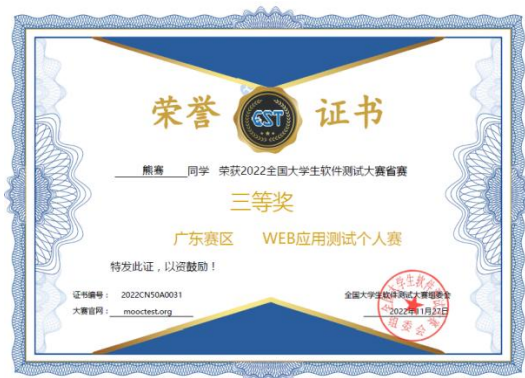 荣誉 CST 证书
熊骞 同学 荣获2022全国大学生软件测试大赛省赛
三等奖
广东赛区 WEB应用测试个人赛
特发此证，以资鼓励！
证书编号： 2022CN50A0031
大赛官网： mooctest.org
全国大学生软件测试大赛组委会
2022年11月27日